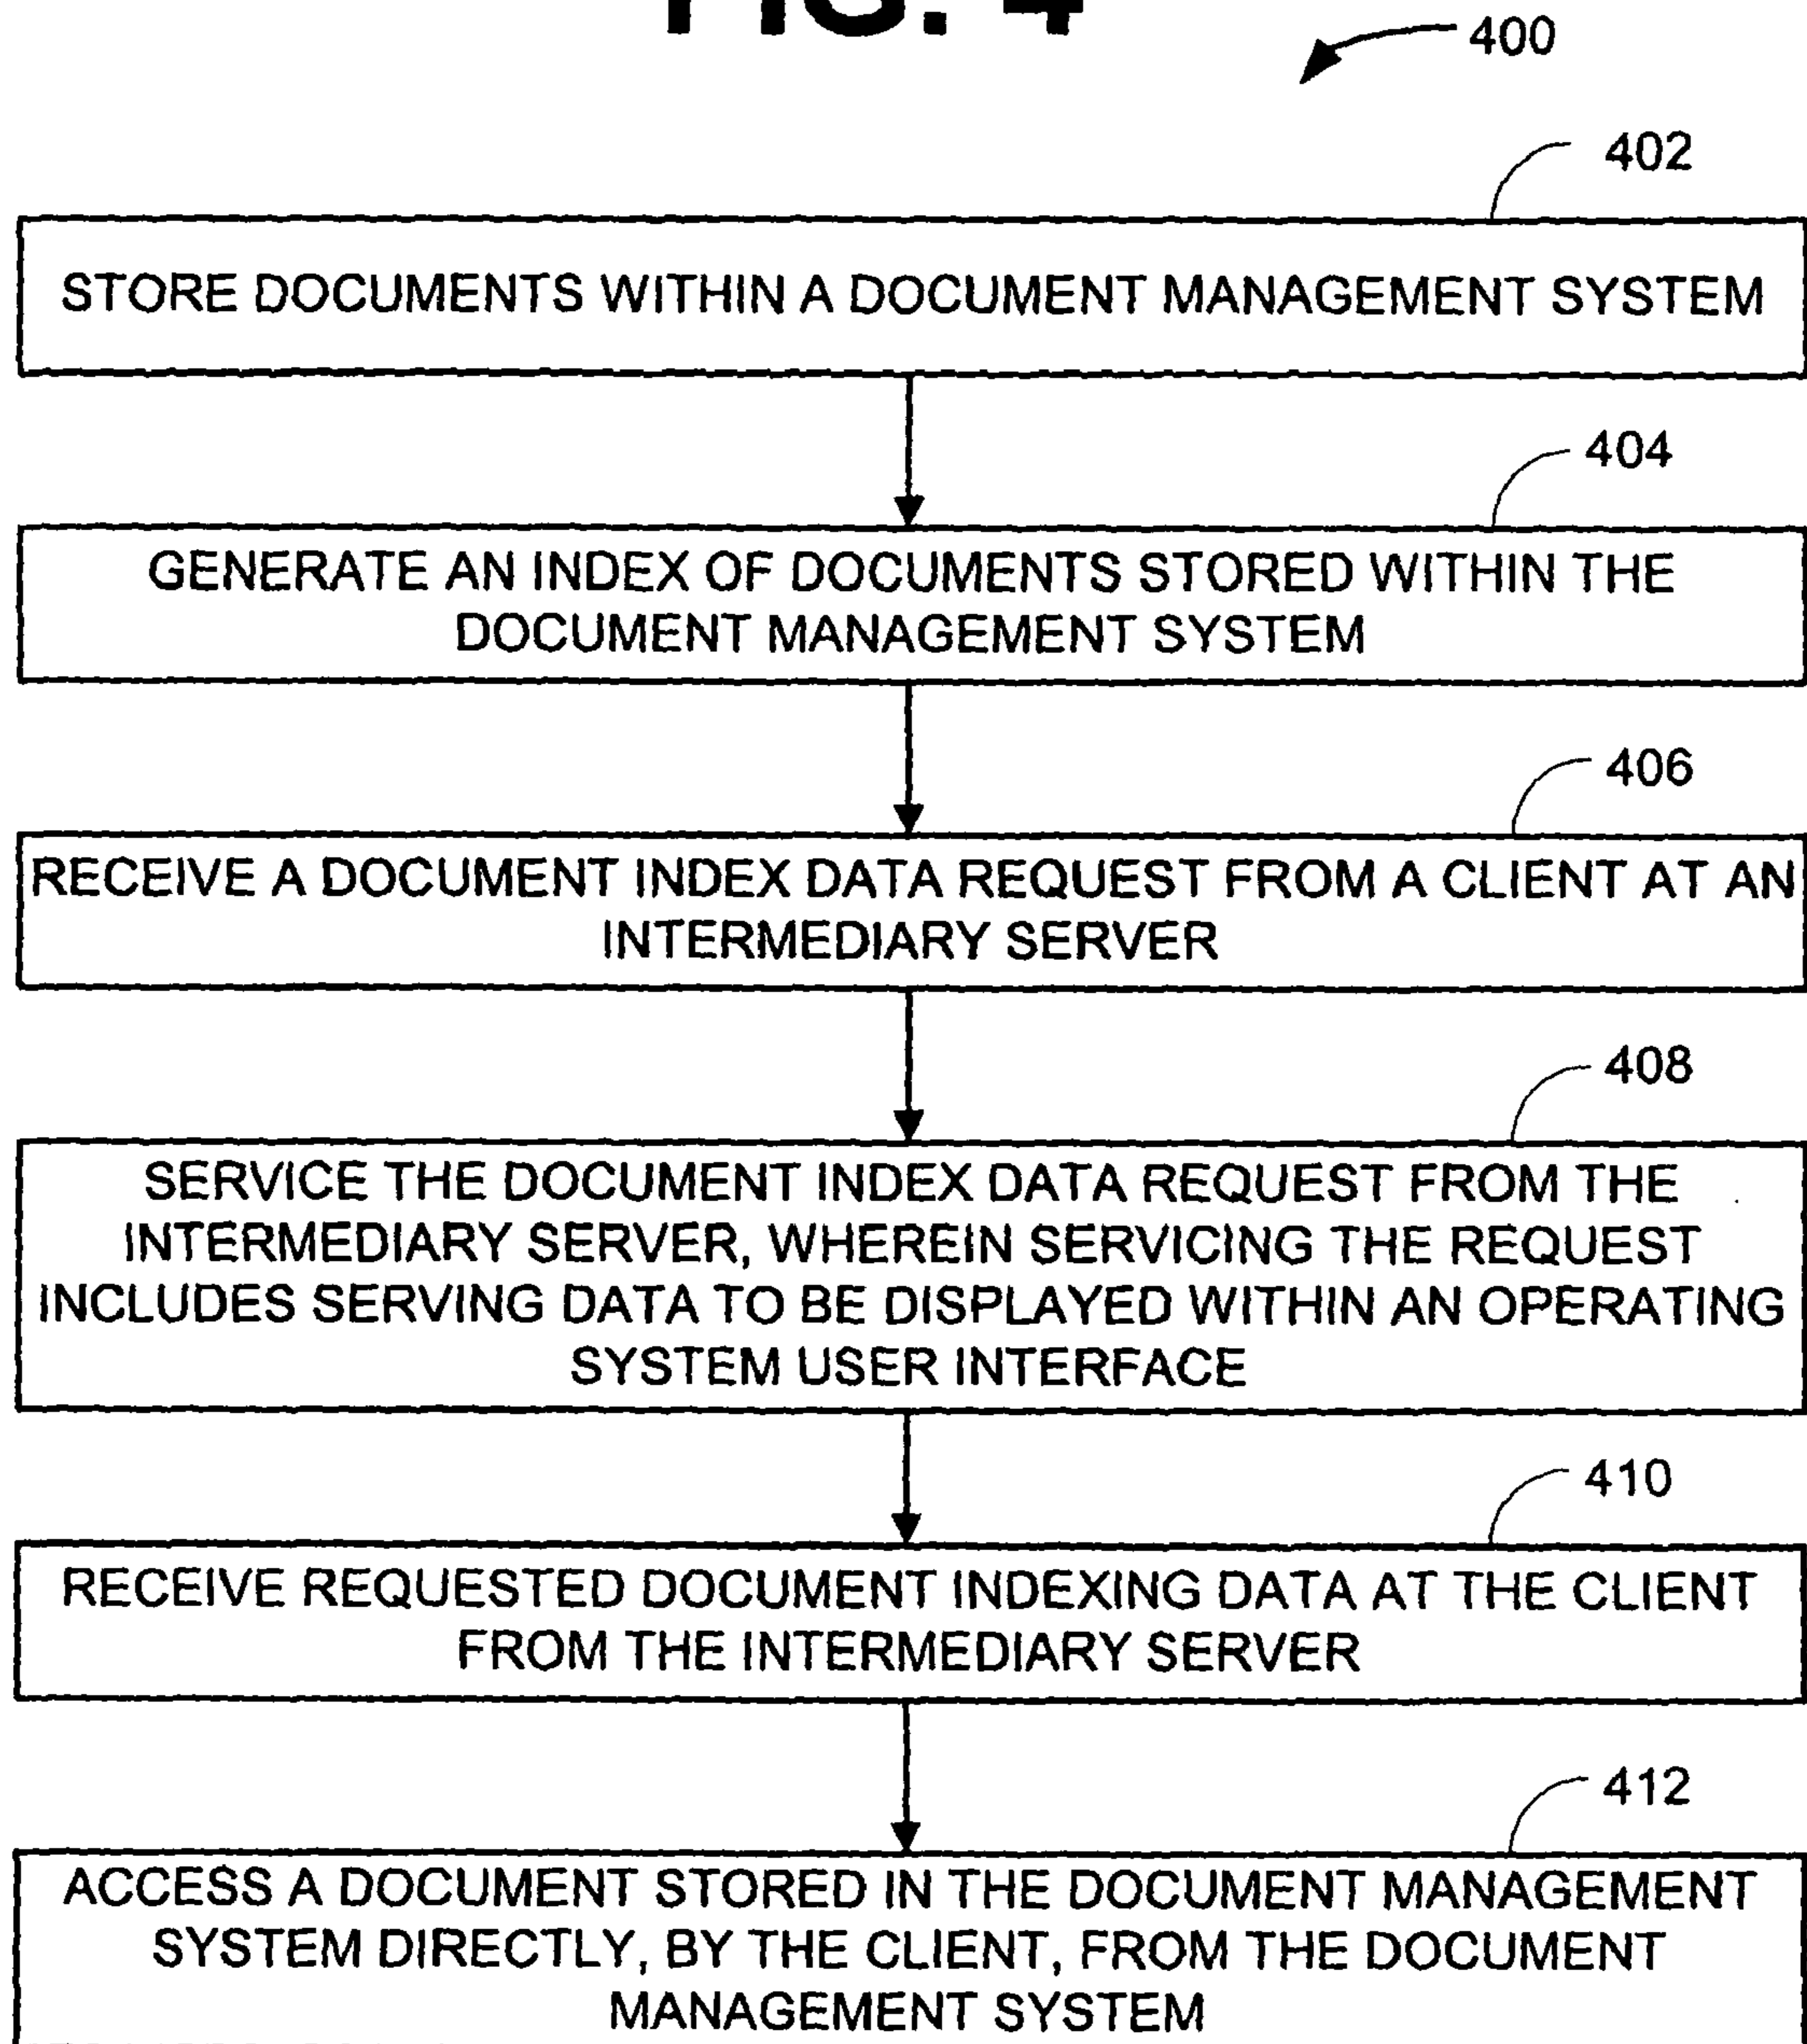 FIG. 4
400
402
STORE DOCUMENTS WITHIN A DOCUMENT MANAGEMENT SYSTEM
404
GENERATE AN INDEX OF DOCUMENTS STORED WITHIN THE
DOCUMENT MANAGEMENT SYSTEM
406
RECEIVE A DOCUMENT INDEX DATA REQUEST FROM A CLIENT AT AN
INTERMEDIARY SERVER
408
SERVICE THE DOCUMENT INDEX DATA REQUEST FROM THE
INTERMEDIARY SERVER, WHEREIN SERVICING THE REQUEST
INCLUDES SERVING DATA TO BE DISPLAYED WITHIN AN OPERATING
SYSTEM USER INTERFACE
410
RECEIVE REQUESTED DOCUMENT INDEXING DATA AT THE CLIENT
FROM THE INTERMEDIARY SERVER
412
ACCESS A DOCUMENT STORED IN THE DOCUMENT MANAGEMENT
SYSTEM DIRECTLY, BY THE CLIENT, FROM THE DOCUMENT
MANAGEMENT SYSTEM